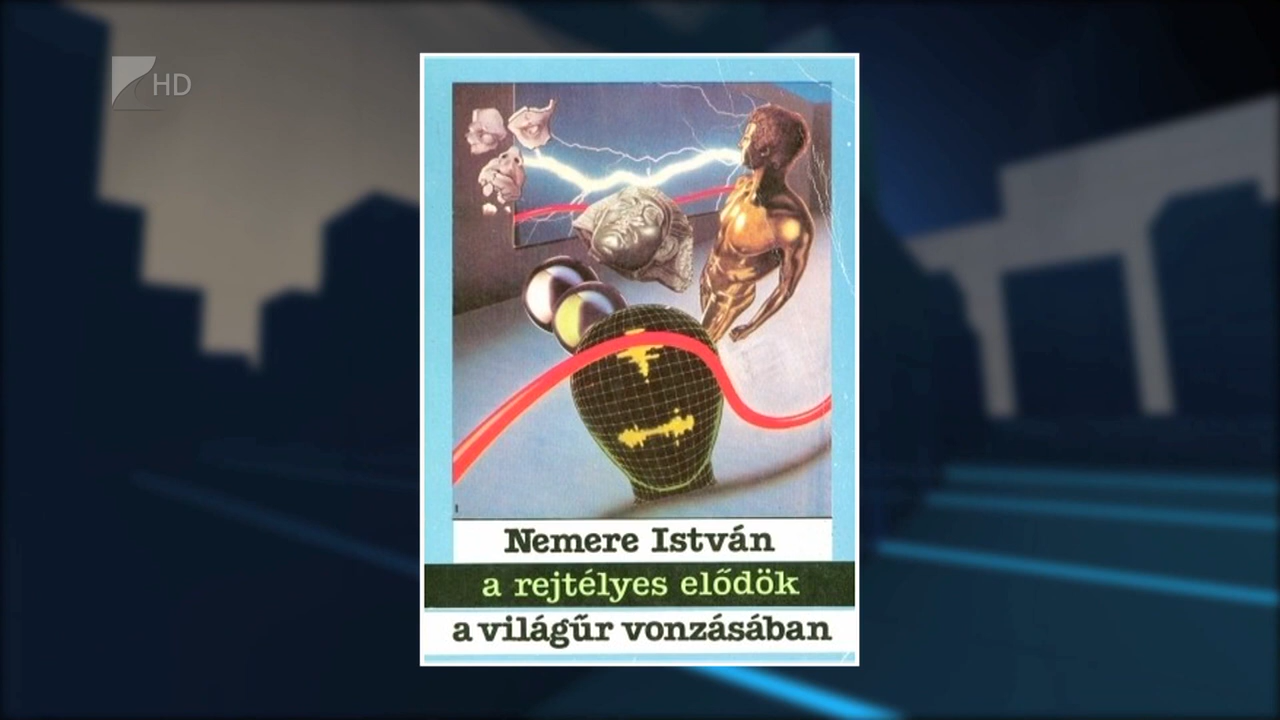 HD
Nemere István
a rejtélyes elődök
a világűr vonzásában